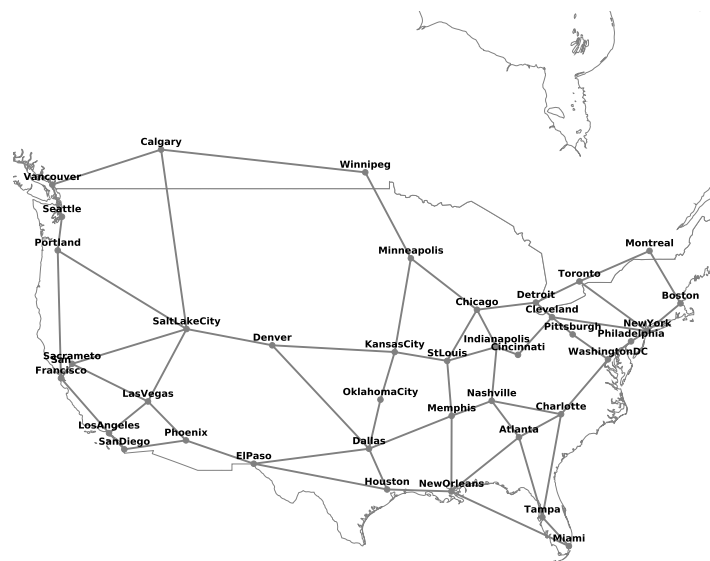 Calgary
Winnipeg
Vancouver
Seattle
Portland
Montreal
Minneapolis
Toronto
Boston
Detroit
Chicago
Cleveland
SaltLakeCity
NewYork
Pittsburgh
Philadelphia
Denver
Indianapolis
KansasCity
Cincinnati
StLouis
WashingtonDC
Sacrameto
San
Francisco
LasVegas
OklahomaCity
Nashville
Memphis
Charlotte
LosAngeles
Phoenix
Atlanta
SanDiego
Dallas
ElPaso
Houston
NewOrleans
Tampa
Miami